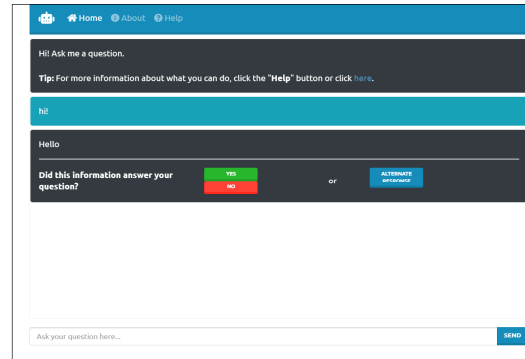 Home About Help
Hi! Ask me a question.
Tip: For more information about what you can do, click the "Help" button or click here.
hi!
Hello
Did this information answer your
question?
YES
NO
or
ALTERNATE
RESPONSE
Ask your question here...
SEND